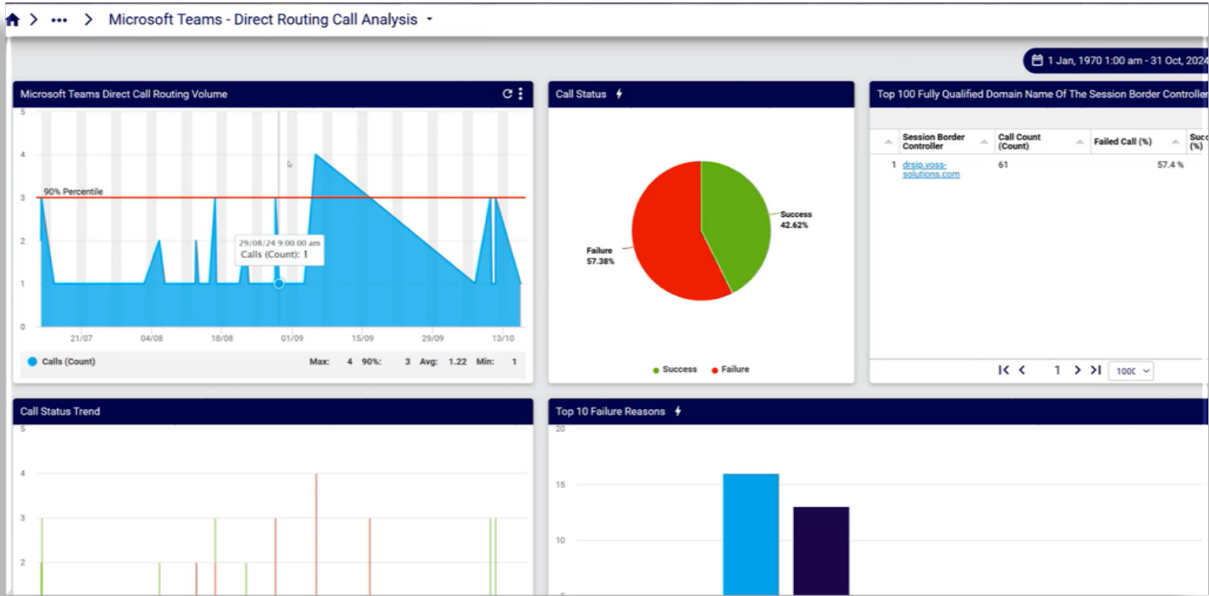 Microsoft Teams - Direct Routing Call Analysis
1 Jan, 1970 1:00 am - 31 Oct, 2024
Microsoft Teams Direct Call Routing Volume
5
4
90% Percentile
3
2
29/08/24 9:00:00 am
Calls (Count): 1
1
0
21/07 04/08 18/08 01/09 15/09 29/09 13/10
Calls (Count) Max: 4 90%: 3 Avg: 1.22 Min: 1
Call Status
Success
42.62%
Failure
57.38%
Success Failure
Top 100 Fully Qualified Domain Name Of The Session Border Controller
Session Border
Controller
Call Count
(Count)
Failed Call (%)
Succ
(%)
1 drsip.voss-
solutions.com
61 57.4 %
1
Call Status Trend
5
4
3
2
Top 10 Failure Reasons
20
15
10